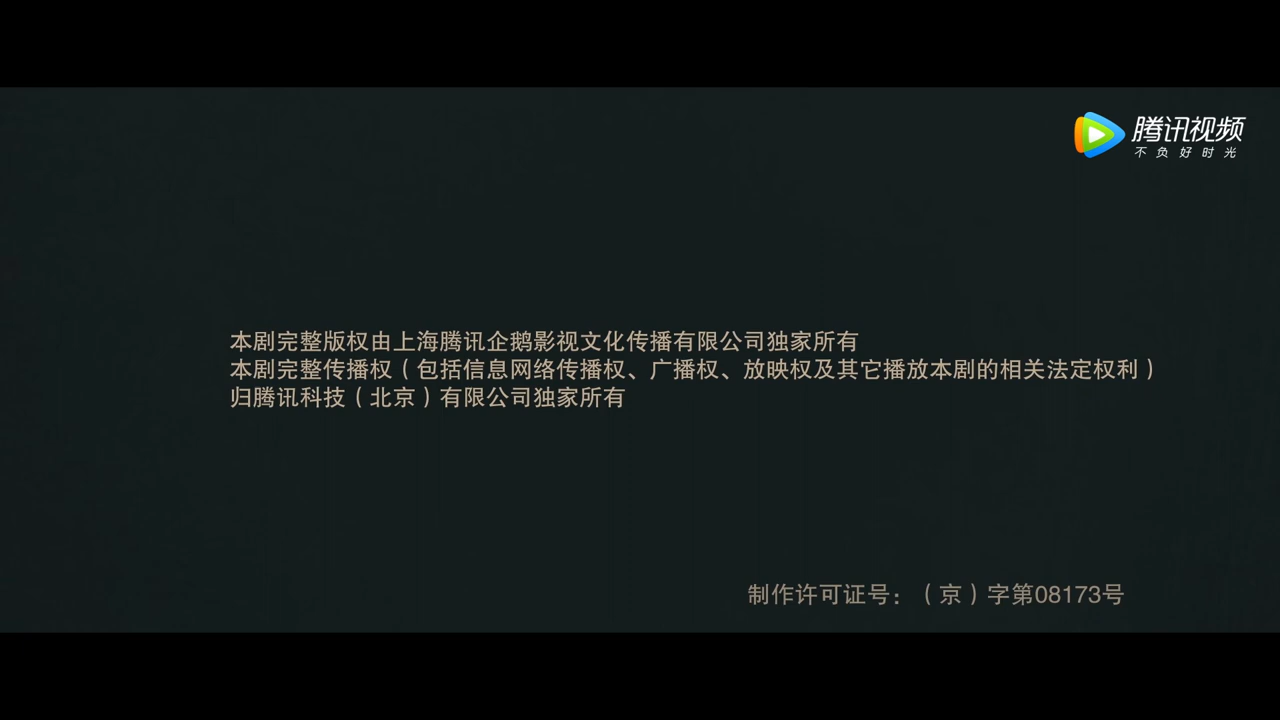 腾讯视频
不负好时光
本剧完整版权由上海腾讯企鹅影视文化传播有限公司独家所有
本剧完整传播权（包括信息网络传播权、广播权、放映权及其它播放本剧的相关法定权利）
归腾讯科技（北京）有限公司独家所有
制作许可证号：（京）字第08173号